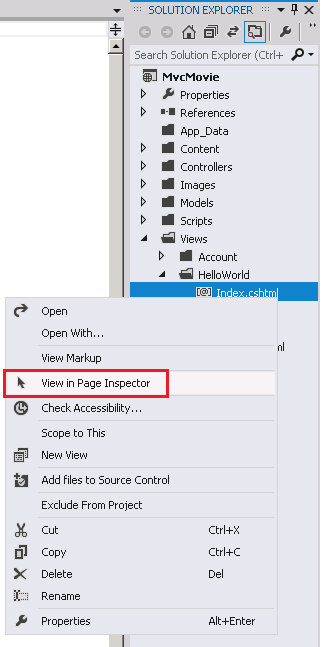 SOLUTION EXPLORER
Search Solution Explorer (Ctrl+
MvcMovie
Properties
References
App_Data
Content
Controllers
Images
Models
Scripts
Views
Account
HelloWorld
Index.cshtml
Open
Open With...
View Markup
View in Page Inspector
Check Accessibility...
Scope to This
New View
Add files to Source Control
Exclude From Project
Cut Ctrl+X
Copy Ctrl+C
Delete Del
Rename
Properties Alt+Enter